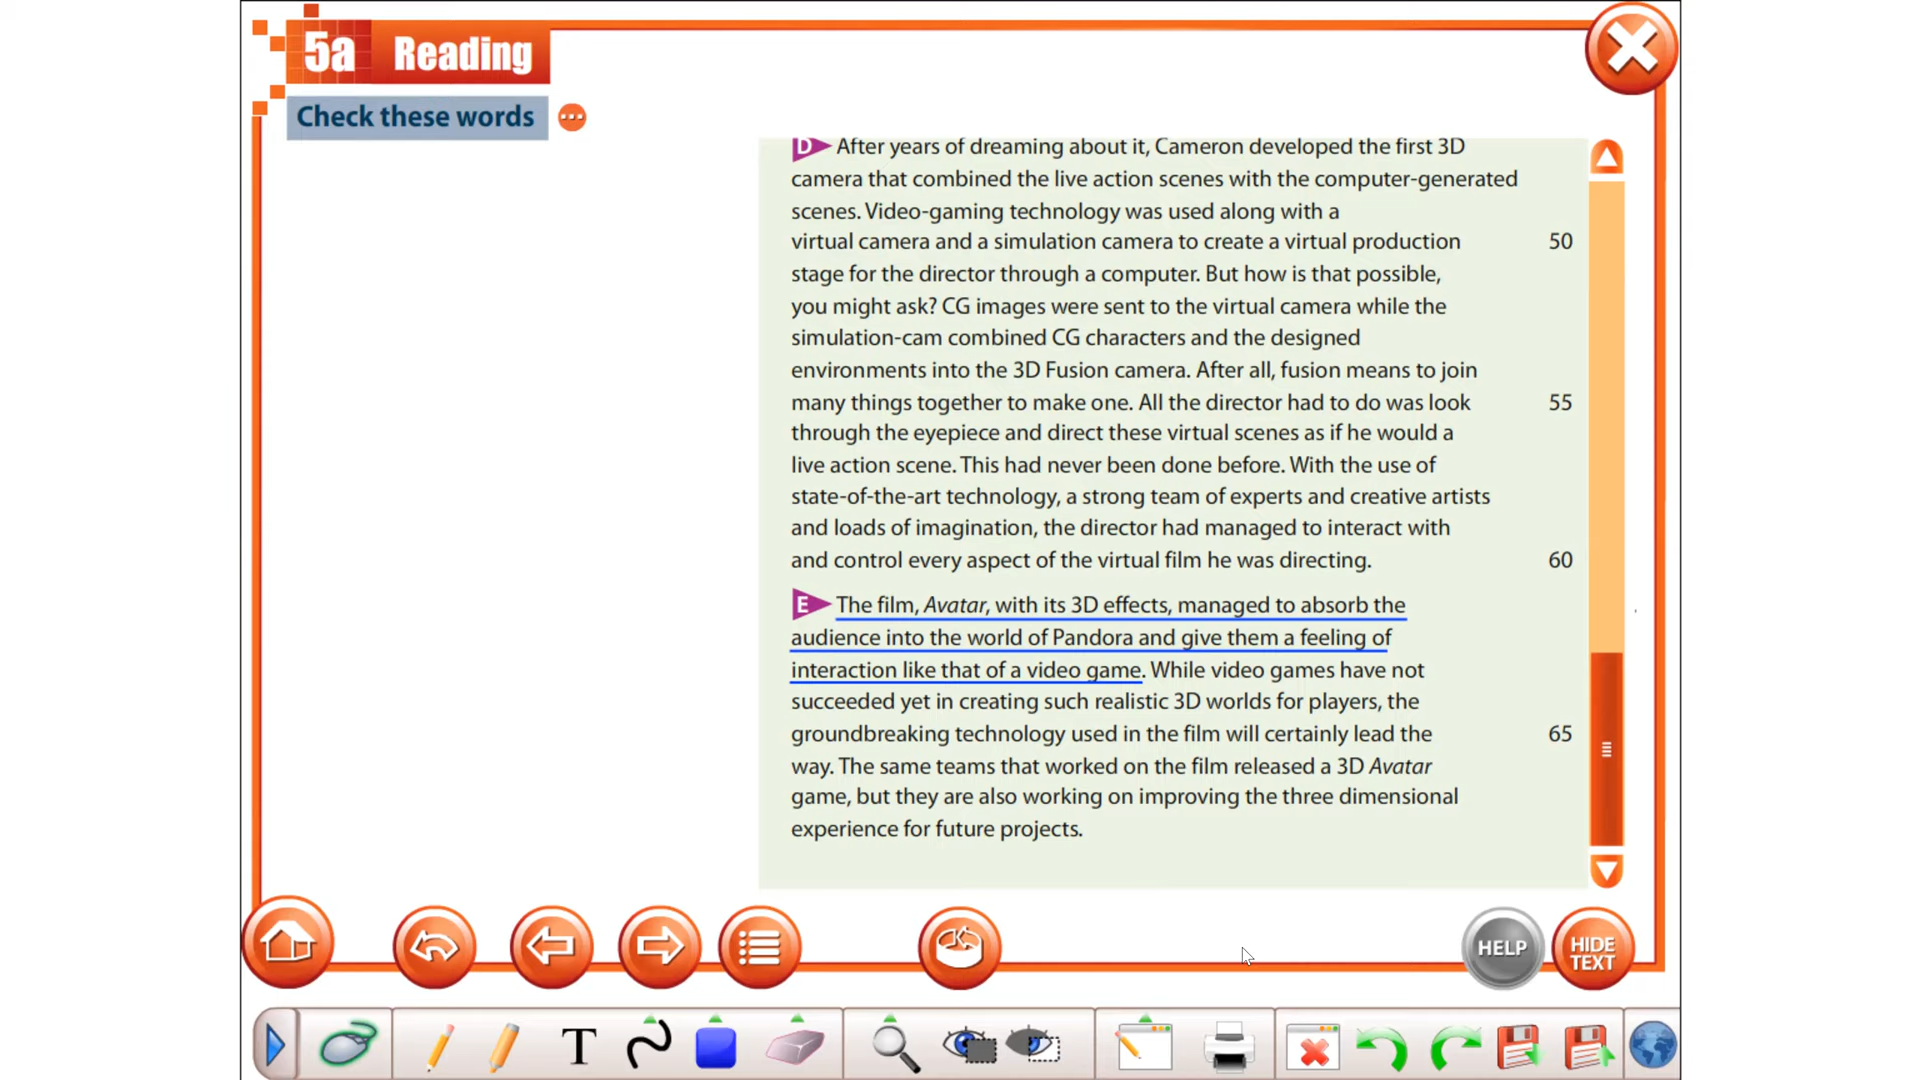 5a Reading
Check these words
D After years of dreaming about it, Cameron developed the first 3D
camera that combined the live action scenes with the computer-generated
scenes. Video-gaming technology was used along with a
virtual camera and a simulation camera to create a virtual production 50
stage for the director through a computer. But how is that possible,
you might ask? CG images were sent to the virtual camera while the
simulation-cam combined CG characters and the designed
environments into the 3D Fusion camera. After all, fusion means to join
many things together to make one. All the director had to do was look 55
through the eyepiece and direct these virtual scenes as if he would a
live action scene. This had never been done before. With the use of
state-of-the-art technology, a strong team of experts and creative artists
and loads of imagination, the director had managed to interact with
and control every aspect of the virtual film he was directing. 60
E The film, Avatar, with its 3D effects, managed to absorb the
audience into the world of Pandora and give them a feeling of
interaction like that of a video game. While video games have not
succeeded yet in creating such realistic 3D worlds for players, the
groundbreaking technology used in the film will certainly lead the 65
way. The same teams that worked on the film released a 3D Avatar
game, but they are also working on improving the three dimensional
experience for future projects.
HELP
HIDE
TEXT
T